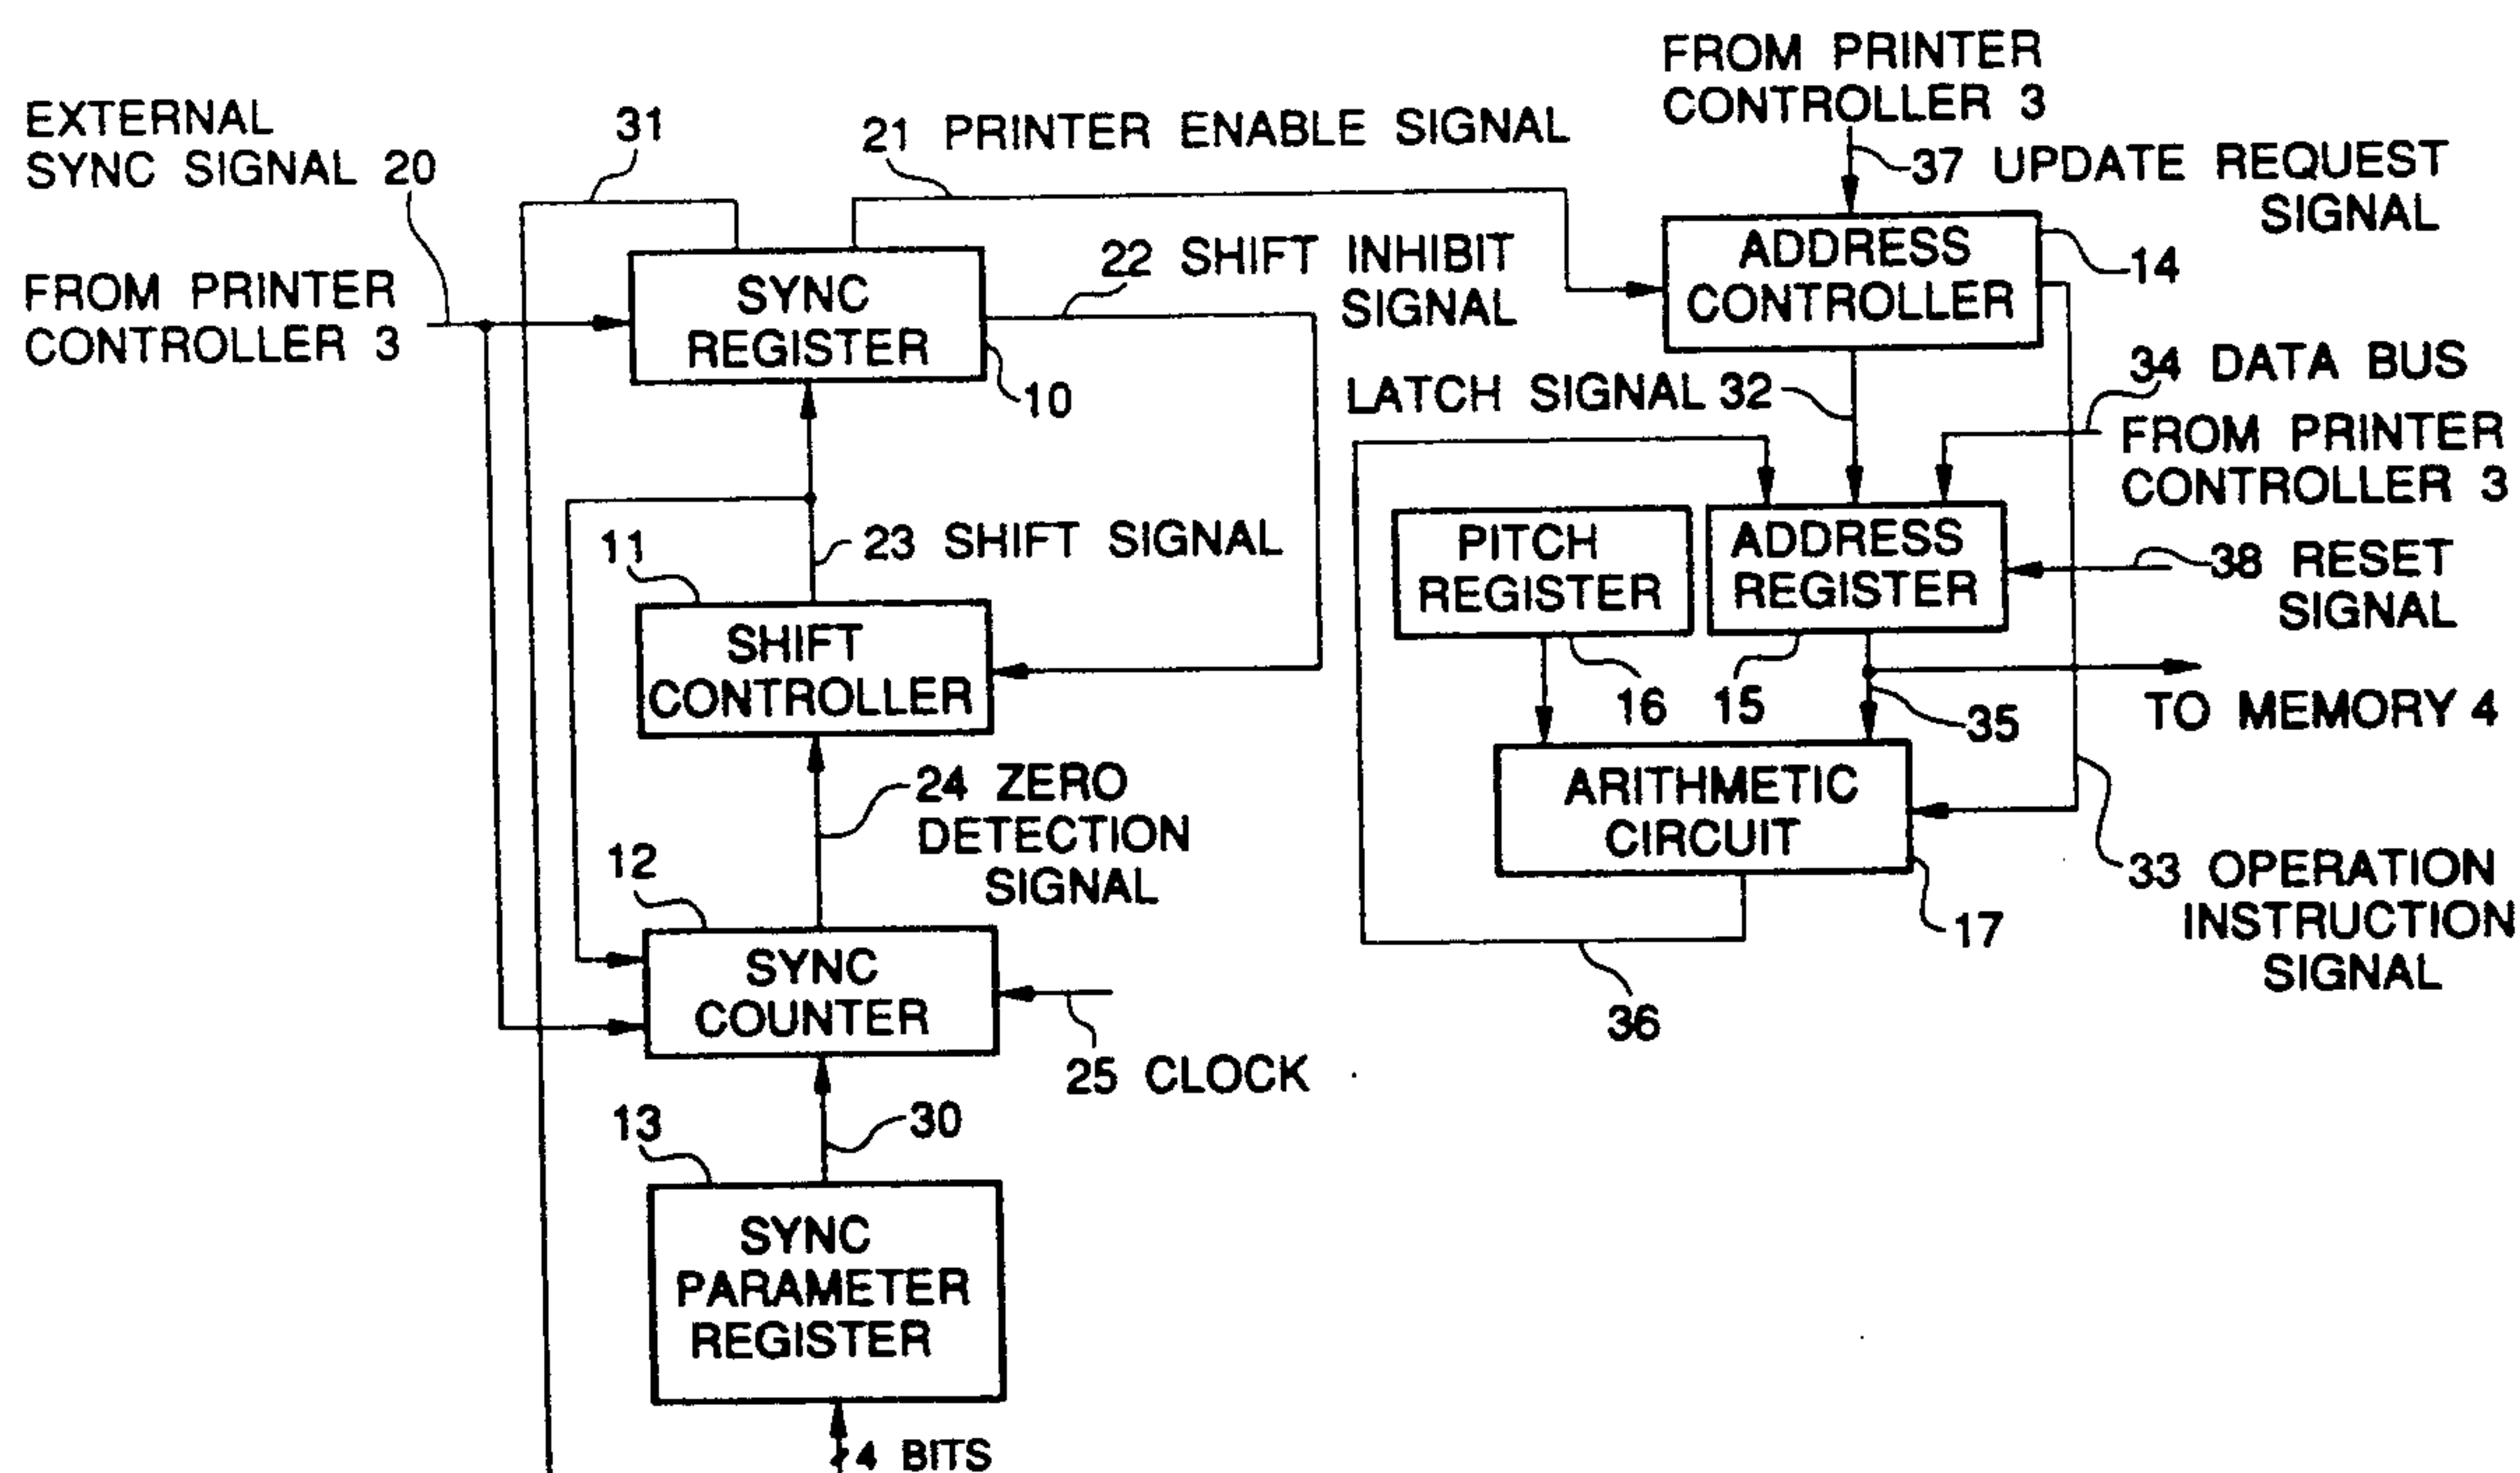 FROM PRINTER
CONTROLLER 3
EXTERNAL
SYNC SIGNAL 20
31
21 PRINTER ENABLE SIGNAL
37 UPDATE REQUEST
SIGNAL
FROM PRINTER
CONTROLLER 3
SYNC
REGISTER
10
22 SHIFT INHIBIT
SIGNAL
ADDRESS
CONTROLLER
14
LATCH SIGNAL 32
34 DATA BUS
FROM PRINTER
CONTROLLER 3
11
23 SHIFT SIGNAL
PITCH
REGISTER
ADDRESS
REGISTER
38 RESET
SIGNAL
SHIFT
CONTROLLER
16
15
35
TO MEMORY 4
24 ZERO
DETECTION
SIGNAL
ARITHMETIC
CIRCUIT
12
33 OPERATION
INSTRUCTION
SIGNAL
17
SYNC
COUNTER
36
25 CLOCK
13
30
SYNC
PARAMETER
REGISTER
4 BITS